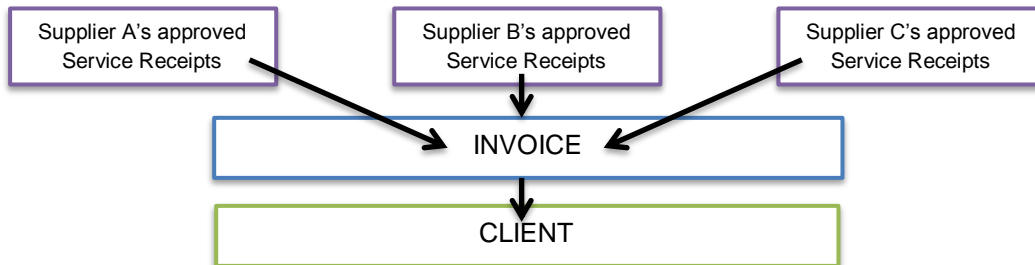 Supplier A's approved
Service Receipts
Supplier B's approved
Service Receipts
Supplier C's approved
Service Receipts
INVOICE
CLIENT